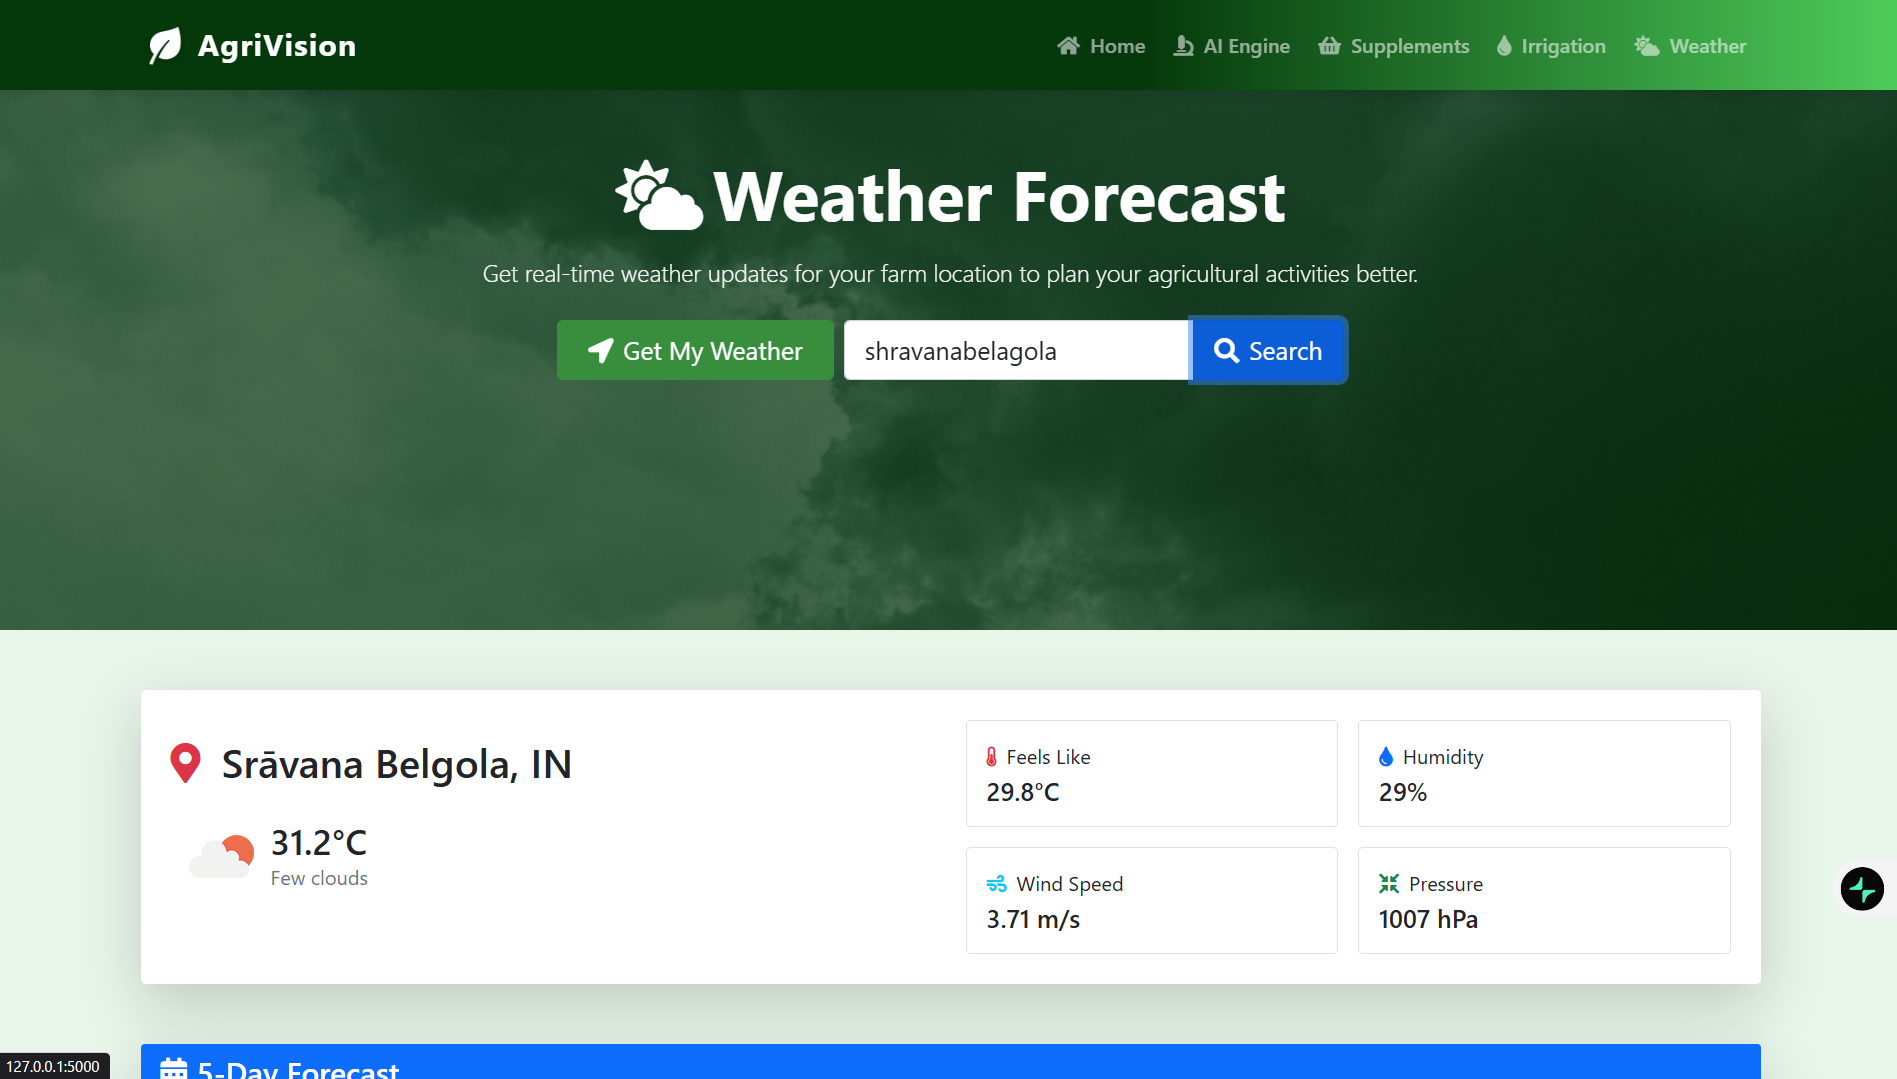 AgriVision
Home AI Engine Supplements Irrigation Weather
Weather Forecast
Get real-time weather updates for your farm location to plan your agricultural activities better.
Get My Weather shravanabelagola Search
Srāvana Belgola, IN
31.2°C
Few clouds
Feels Like
29.8°C
Humidity
29%
Wind Speed
3.71 m/s
Pressure
1007 hPa
5-Day Forecast
127.0.0.1:5000